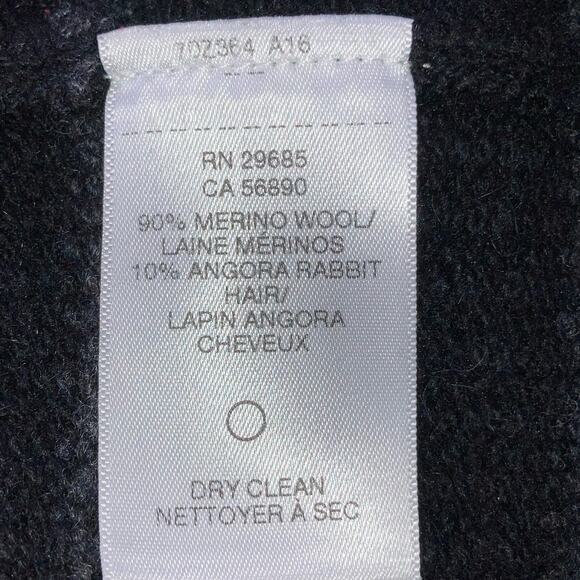 70Z364 A16
RN 29685
CA 56890
90% MERINO WOOL/
LAINE MERINOS
10% ANGORA RABBIT
HAIR/
LAPIN ANGORA
CHEVEUX
DRY CLEAN
NETTOYER À SEC